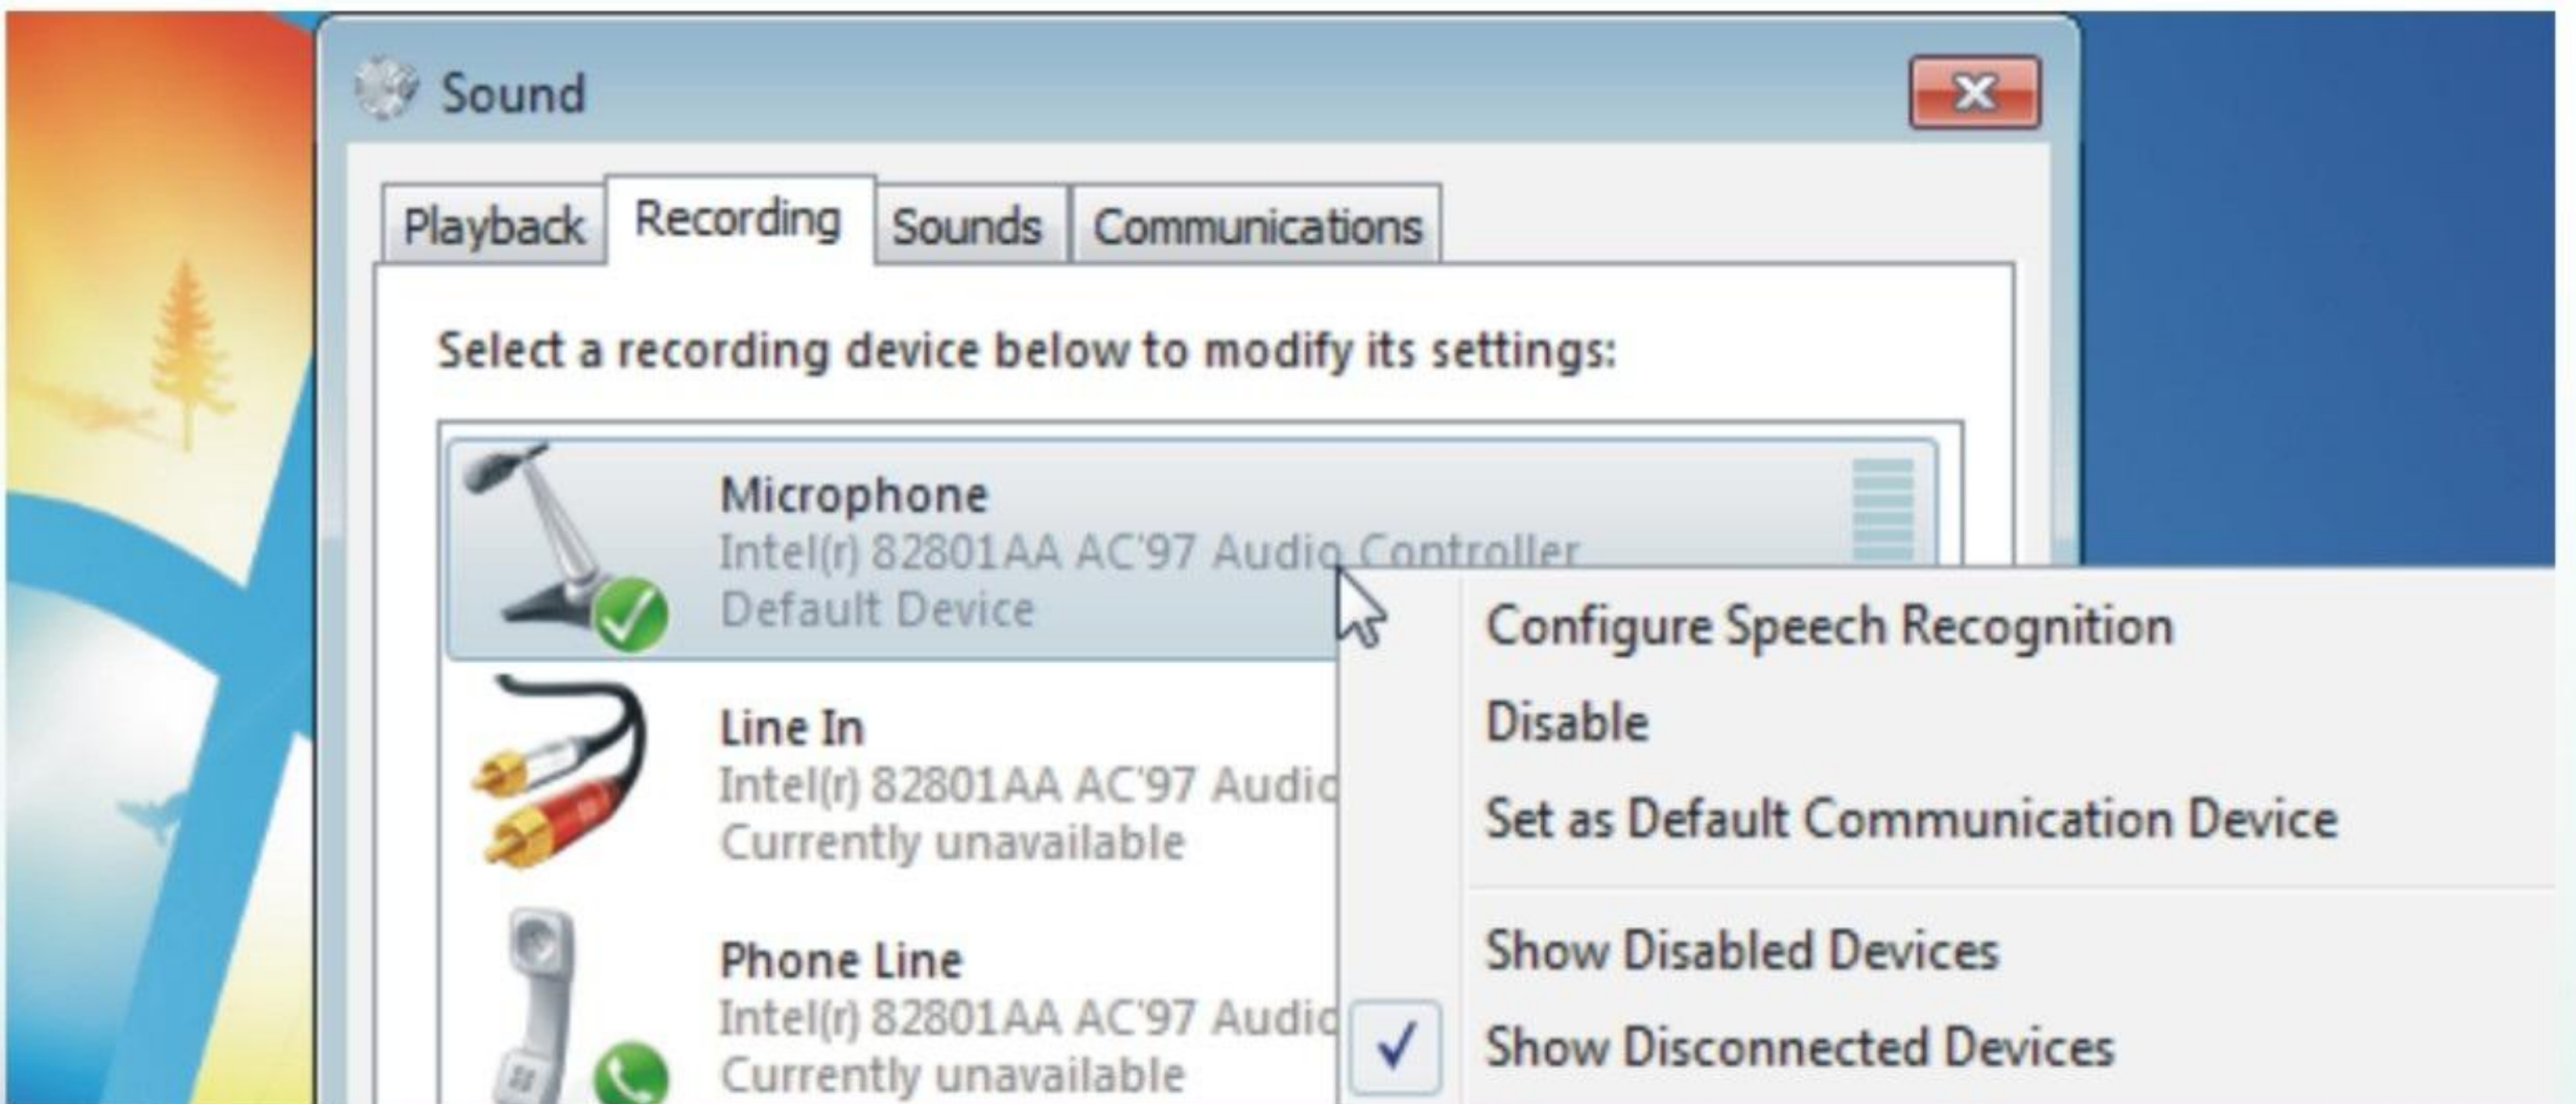 Sound
Playback
Recording
Sounds
Communications
Select a recording device below to modify its settings:
Microphone
Intel(r) 82801AA AC'97 Audio Controller
Default Device
Line In
Intel(r) 82801AA AC'97 Audio
Currently unavailable
Phone Line
Intel(r) 82801AA AC'97 Audio
Currently unavailable
Configure Speech Recognition
Disable
Set as Default Communication Device
Show Disabled Devices
Show Disconnected Devices